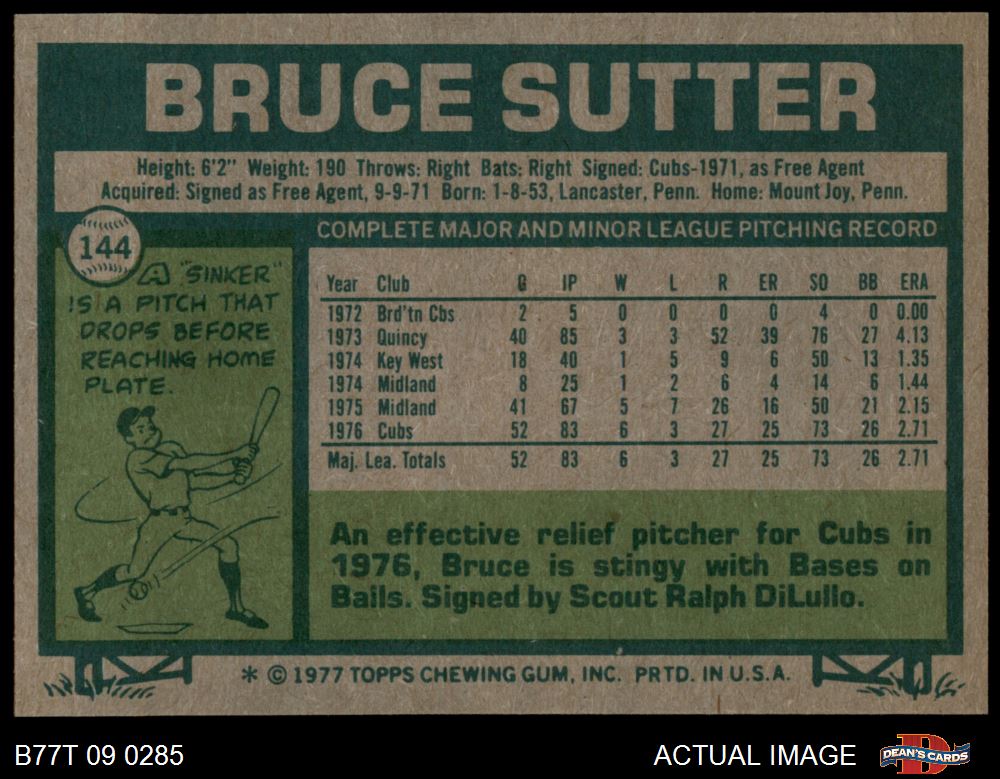 BRUCE SUTTER
Height: 6'2" Weight: 190 Throws: Right Bats: Right Signed: Cubs-1971, as Free Agent
Acquired: Signed as Free Agent, 9-9-71 Born: 1-8-53, Lancaster, Penn. Home: Mount Joy, Penn.
144
A "SINKER"
IS A PITCH THAT
DROPS BEFORE
REACHING HOME
PLATE.
COMPLETE MAJOR AND MINOR LEAGUE PITCHING RECORD
Year Club G IP W L R ER SO BB ERA
1972 Brd'tn Cbs 2 5 0 0 0 0 4 0 0.00
1973 Quincy 40 85 3 3 52 39 76 27 4.13
1974 Key West 18 40 1 5 9 6 50 13 1.35
1974 Midland 8 25 1 2 6 4 14 6 1.44
1975 Midland 41 67 5 7 26 16 50 21 2.15
1976 Cubs 52 83 6 3 27 25 73 26 2.71
Maj. Lea. Totals 52 83 6 3 27 25 73 26 2.71
An effective relief pitcher for Cubs in
1976, Bruce is stingy with Bases on
Balls. Signed by Scout Ralph DiLullo.
* © 1977 TOPPS CHEWING GUM, INC. PRTD. IN U.S.A.
B77T 09 0285
ACTUAL IMAGE
D
DEAN'S CARDS